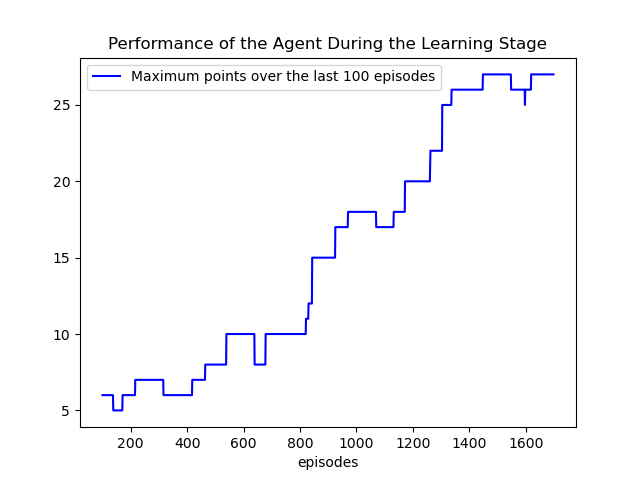 Performance of the Agent During the Learning Stage
Maximum points over the last 100 episodes
25
20
15
10
5
200 400 600 800 1000 1200 1400 1600
episodes